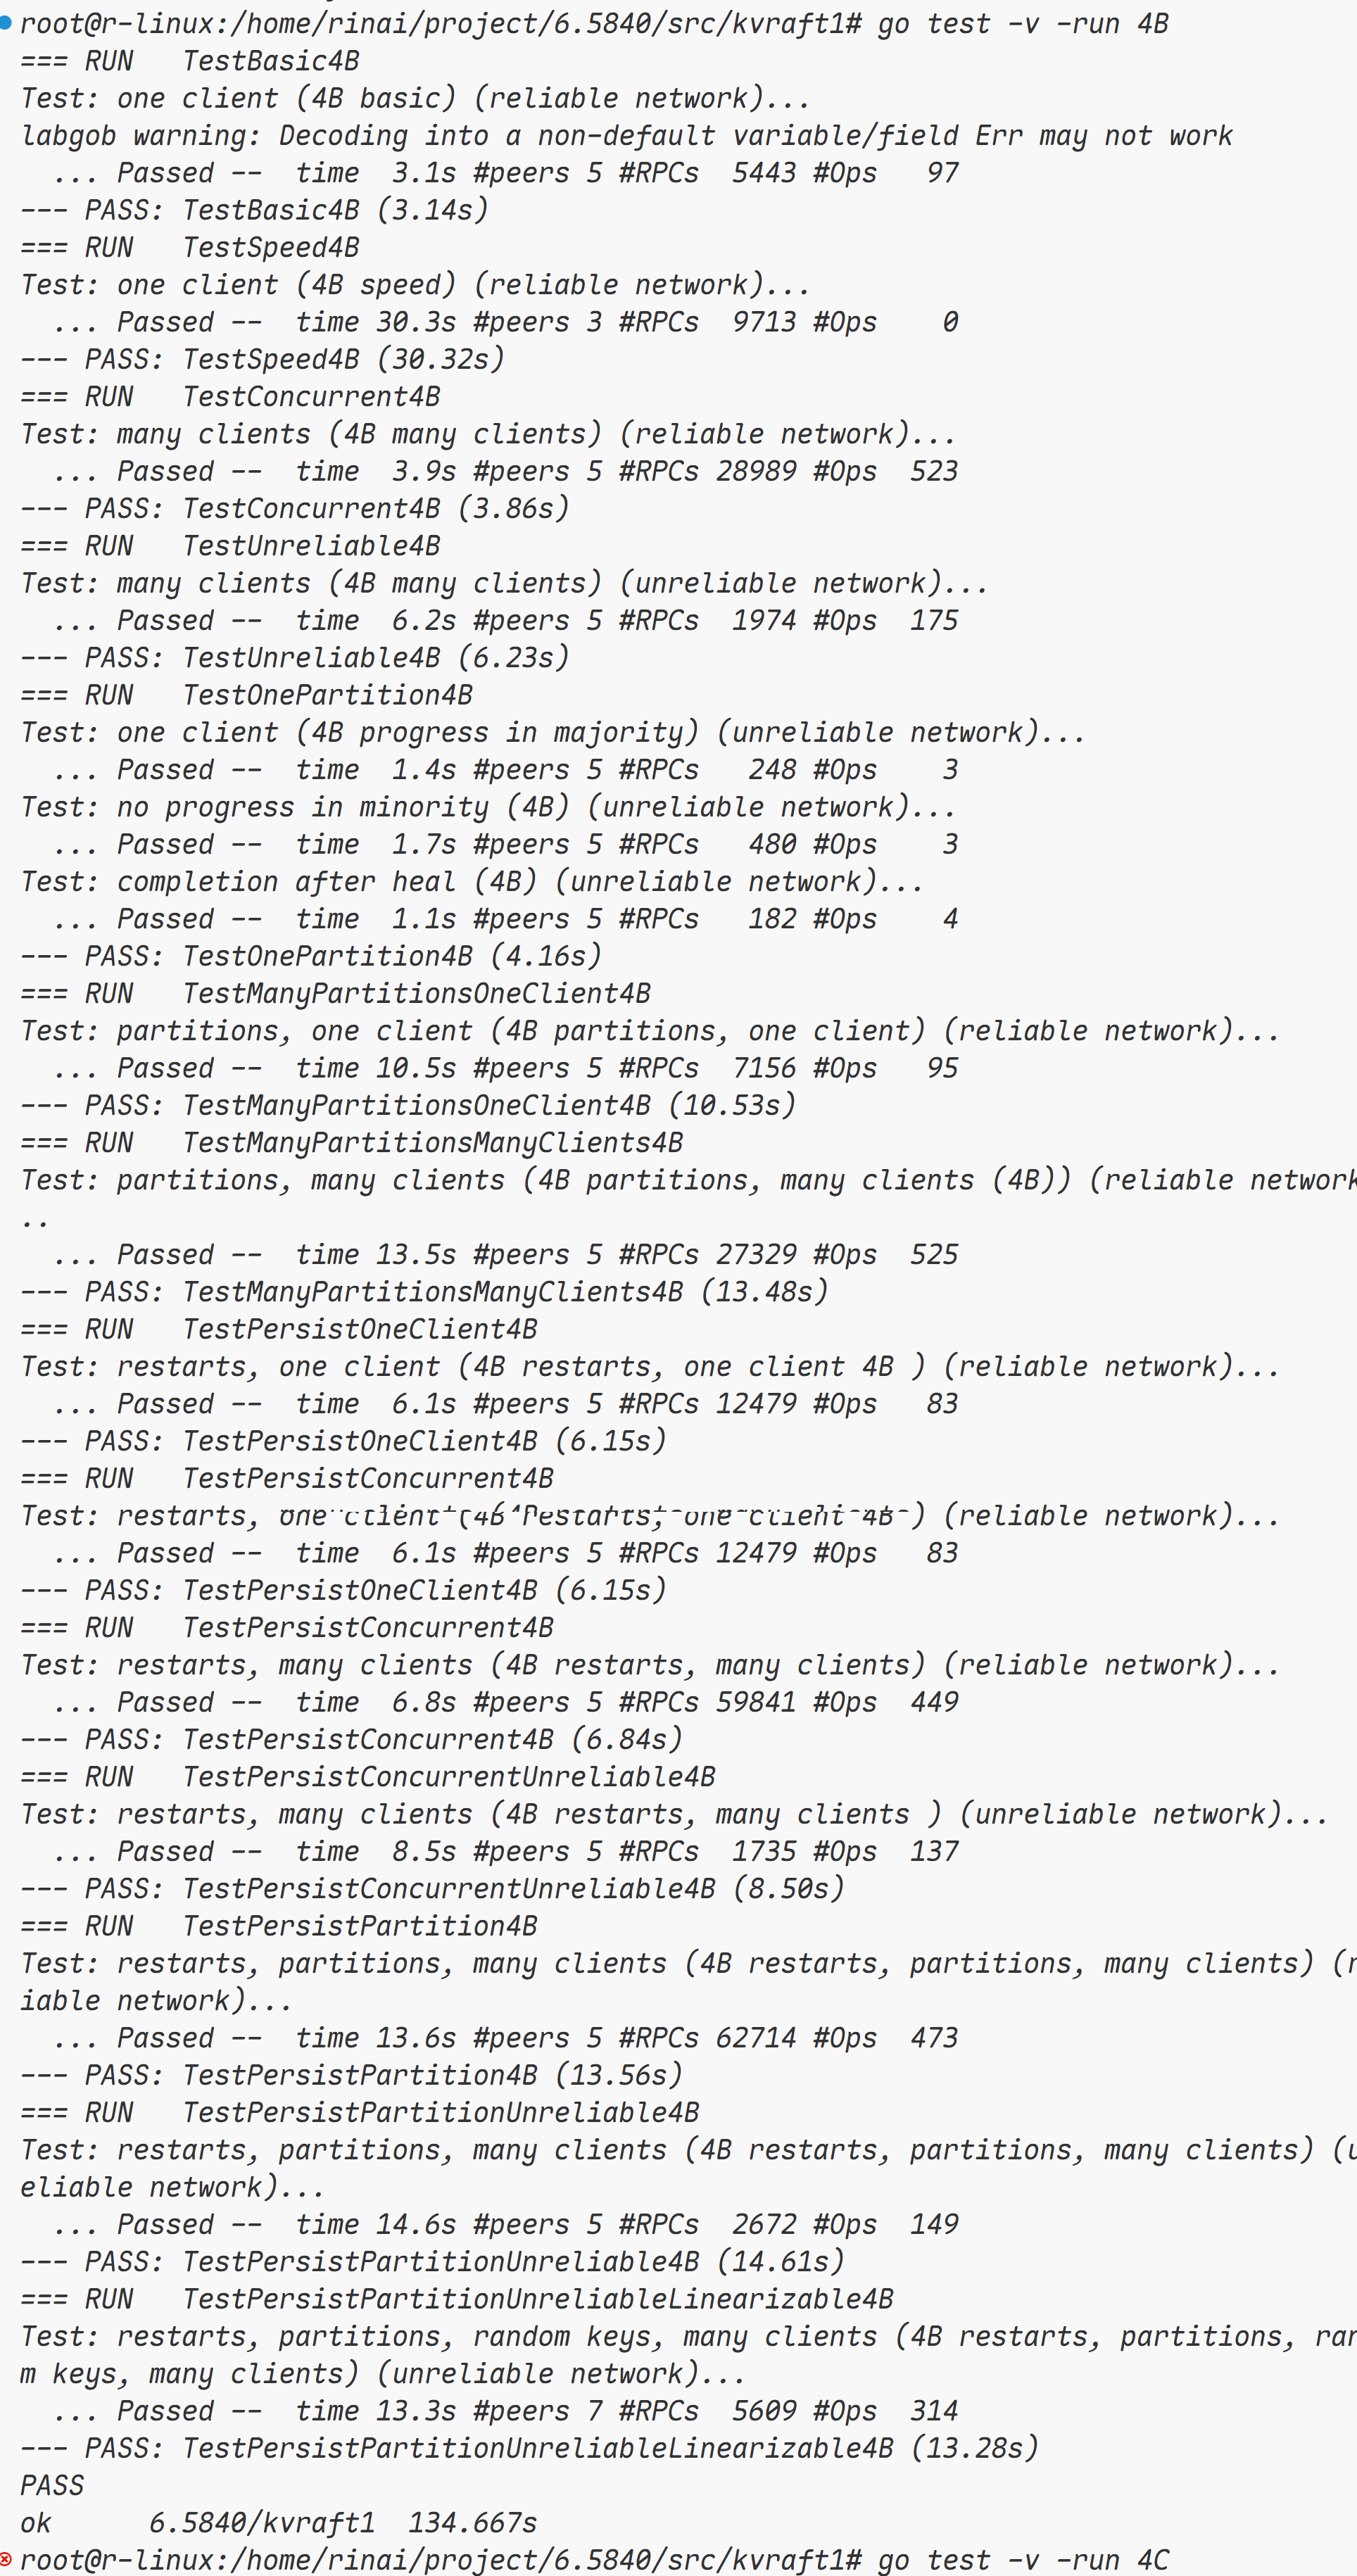 root@r-linux:/home/rinai/project/6.5840/src/kvraft1# go test -v -run 4B
=== RUN   TestBasic4B
Test: one client (4B basic) (reliable network)...
labgob warning: Decoding into a non-default variable/field Err may not work
  ... Passed --  time  3.1s #peers 5 #RPCs  5443 #Ops   97
--- PASS: TestBasic4B (3.14s)
=== RUN   TestSpeed4B
Test: one client (4B speed) (reliable network)...
  ... Passed --  time 30.3s #peers 3 #RPCs  9713 #Ops    0
--- PASS: TestSpeed4B (30.32s)
=== RUN   TestConcurrent4B
Test: many clients (4B many clients) (reliable network)...
  ... Passed --  time  3.9s #peers 5 #RPCs 28989 #Ops  523
--- PASS: TestConcurrent4B (3.86s)
=== RUN   TestUnreliable4B
Test: many clients (4B many clients) (unreliable network)...
  ... Passed --  time  6.2s #peers 5 #RPCs  1974 #Ops  175
--- PASS: TestUnreliable4B (6.23s)
=== RUN   TestOnePartition4B
Test: one client (4B progress in majority) (unreliable network)...
  ... Passed --  time  1.4s #peers 5 #RPCs   248 #Ops    3
Test: no progress in minority (4B) (unreliable network)...
  ... Passed --  time  1.7s #peers 5 #RPCs   480 #Ops    3
Test: completion after heal (4B) (unreliable network)...
  ... Passed --  time  1.1s #peers 5 #RPCs   182 #Ops    4
--- PASS: TestOnePartition4B (4.16s)
=== RUN   TestManyPartitionsOneClient4B
Test: partitions, one client (4B partitions, one client) (reliable network)...
  ... Passed --  time 10.5s #peers 5 #RPCs  7156 #Ops   95
--- PASS: TestManyPartitionsOneClient4B (10.53s)
=== RUN   TestManyPartitionsManyClients4B
Test: partitions, many clients (4B partitions, many clients (4B)) (reliable network
..
  ... Passed --  time 13.5s #peers 5 #RPCs 27329 #Ops  525
--- PASS: TestManyPartitionsManyClients4B (13.48s)
=== RUN   TestPersistOneClient4B
Test: restarts, one client (4B restarts, one client 4B ) (reliable network)...
  ... Passed --  time  6.1s #peers 5 #RPCs 12479 #Ops   83
--- PASS: TestPersistOneClient4B (6.15s)
=== RUN   TestPersistConcurrent4B
Test: restarts, one client (4B restarts, one client 4B ) (reliable network)...
  ... Passed --  time  6.1s #peers 5 #RPCs 12479 #Ops   83
--- PASS: TestPersistOneClient4B (6.15s)
=== RUN   TestPersistConcurrent4B
Test: restarts, many clients (4B restarts, many clients) (reliable network)...
  ... Passed --  time  6.8s #peers 5 #RPCs 59841 #Ops  449
--- PASS: TestPersistConcurrent4B (6.84s)
=== RUN   TestPersistConcurrentUnreliable4B
Test: restarts, many clients (4B restarts, many clients ) (unreliable network)...
  ... Passed --  time  8.5s #peers 5 #RPCs  1735 #Ops  137
--- PASS: TestPersistConcurrentUnreliable4B (8.50s)
=== RUN   TestPersistPartition4B
Test: restarts, partitions, many clients (4B restarts, partitions, many clients) (r
iable network)...
  ... Passed --  time 13.6s #peers 5 #RPCs 62714 #Ops  473
--- PASS: TestPersistPartition4B (13.56s)
=== RUN   TestPersistPartitionUnreliable4B
Test: restarts, partitions, many clients (4B restarts, partitions, many clients) (u
eliable network)...
  ... Passed --  time 14.6s #peers 5 #RPCs  2672 #Ops  149
--- PASS: TestPersistPartitionUnreliable4B (14.61s)
=== RUN   TestPersistPartitionUnreliableLinearizable4B
Test: restarts, partitions, random keys, many clients (4B restarts, partitions, ran
m keys, many clients) (unreliable network)...
  ... Passed --  time 13.3s #peers 7 #RPCs  5609 #Ops  314
--- PASS: TestPersistPartitionUnreliableLinearizable4B (13.28s)
PASS
ok      6.5840/kvraft1  134.667s
root@r-linux:/home/rinai/project/6.5840/src/kvraft1# go test -v -run 4C